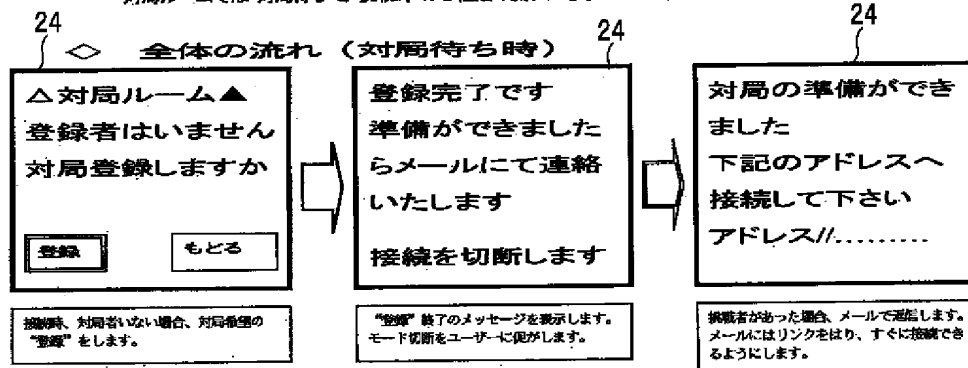 24
24
24
◇ 全体の流れ（対局待ち時）
△対局ルーム▲
登録者はいません
対局登録しますか
登録
もどる
登録完了です
準備ができました
らメールにて連絡
いたします
接続を切断します
対局の準備ができ
ました
下記のアドレスへ
接続して下さい
アドレス//.........
接続時、対局者いない場合、対局希望の
"登録" をします。
"登録" 終了のメッセージを表示します。
モード切断をユーザーに促がします。
挑戦者があった場合、メールで返信します。
メールにはリンクをはり、すぐに接続でき
るようにします。